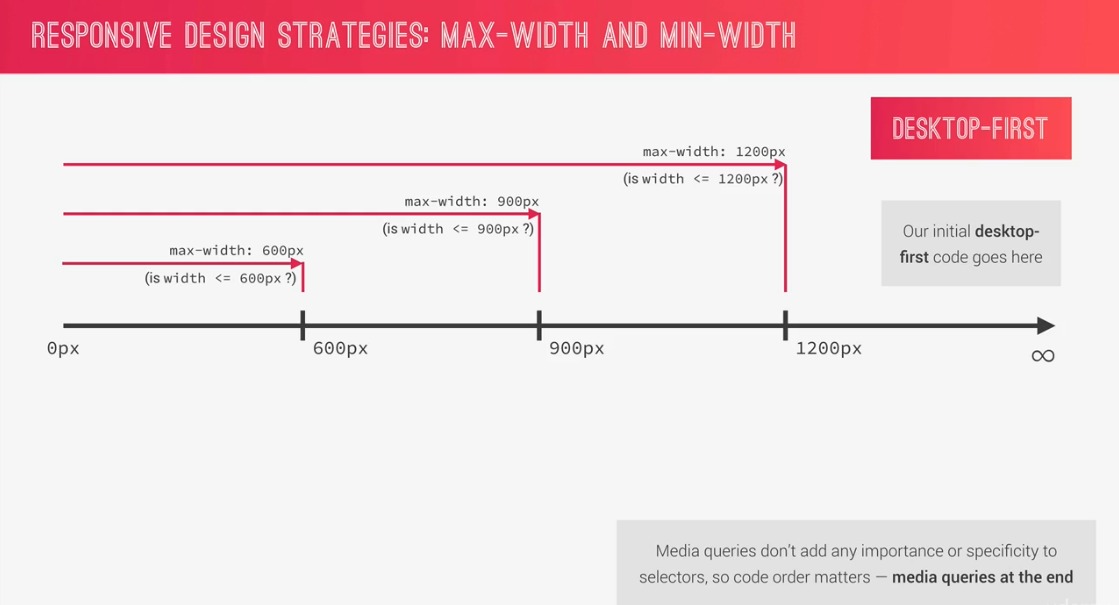 RESPONSIVE DESIGN STRATEGIES: MAX-WIDTH AND MIN-WIDTH
DESKTOP-FIRST
max-width: 1200px
(is width <= 1200px ?)
max-width: 900px
(is width <= 900px ?)
Our initial desktop-
first code goes here
max-width: 600px
(is width <= 600px ?)
0px
600px
900px
1200px
∞
Media queries don’t add any importance or specificity to
selectors, so code order matters — media queries at the end